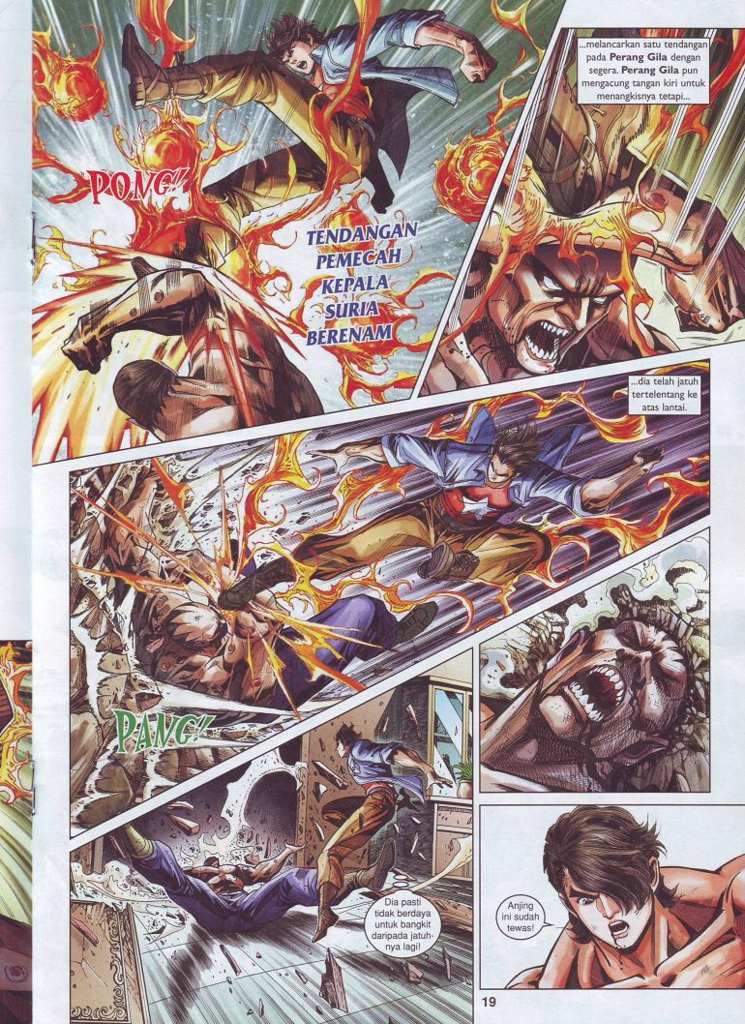 PONG!!
TENDANGAN
PEMECAH
KEPALA
SURIA
BERENAM
...melancarkan satu tendangan
pada Perang Gila dengan
segera. Perang Gila pun
mengacung tangan kiri untuk
menangkisnya tetapi...
...dia telah jatuh
tertelentang ke
atas lantai.
PANG!!
Dia pasti
tidak berdaya
untuk bangkit
daripada jatuh-
nya lagi!
Anjing
ini sudah
tewas!
19